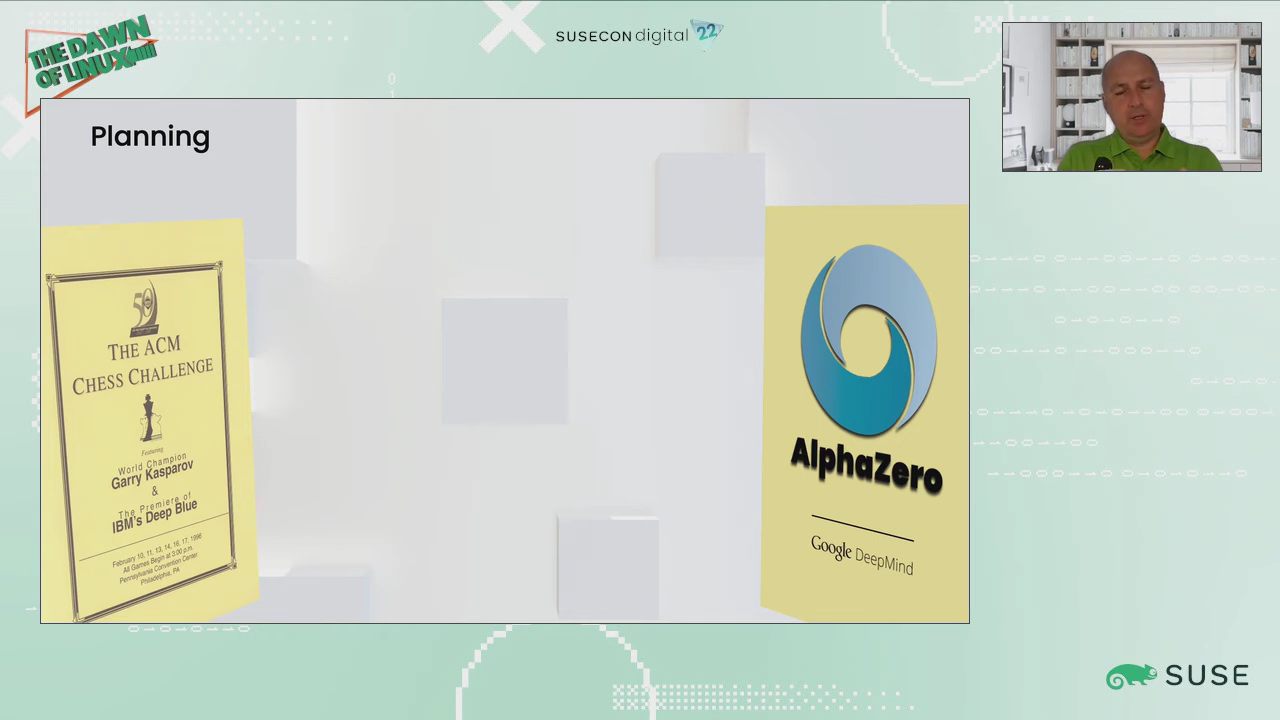 THE DAWN
OF LINUX
SUSECON digital 22
Planning
50
THE ACM
CHESS CHALLENGE
Featuring
World Champion
Garry Kasparov
&
The Premiere of
IBM's Deep Blue
February 10, 11, 13, 14, 16, 17, 1996
All Games Begin at 3:00 p.m.
Pennsylvania Convention Center
Philadelphia, PA
AlphaZero
Google DeepMind
SUSE